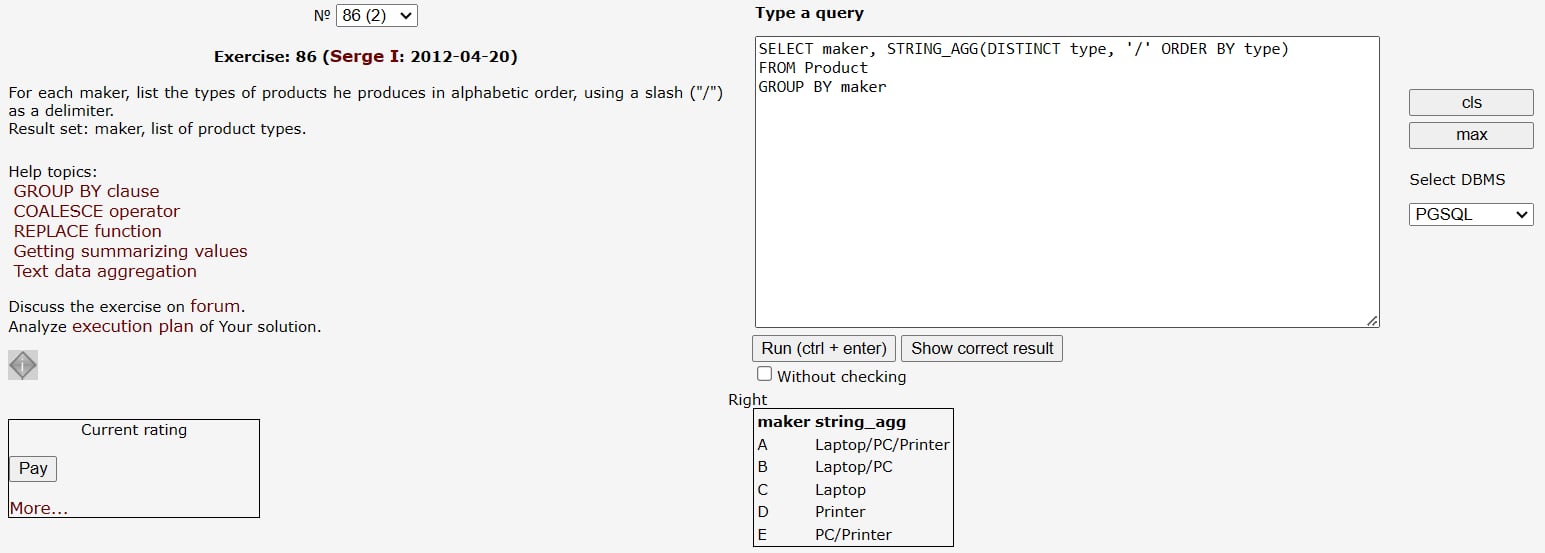 № 86 (2)
Exercise: 86 (Serge I: 2012-04-20)
For each maker, list the types of products he produces in alphabetic order, using a slash ("/")
as a delimiter.
Result set: maker, list of product types.
Help topics:
GROUP BY clause
COALESCE operator
REPLACE function
Getting summarizing values
Text data aggregation
Discuss the exercise on forum.
Analyze execution plan of Your solution.
Current rating
Pay
More...
Type a query
SELECT maker, STRING_AGG(DISTINCT type, '/' ORDER BY type)
FROM Product
GROUP BY maker
cls
max
Select DBMS
PGSQL
Run (ctrl + enter) Show correct result
Without checking
Right
maker string_agg
A Laptop/PC/Printer
B Laptop/PC
C Laptop
D Printer
E PC/Printer